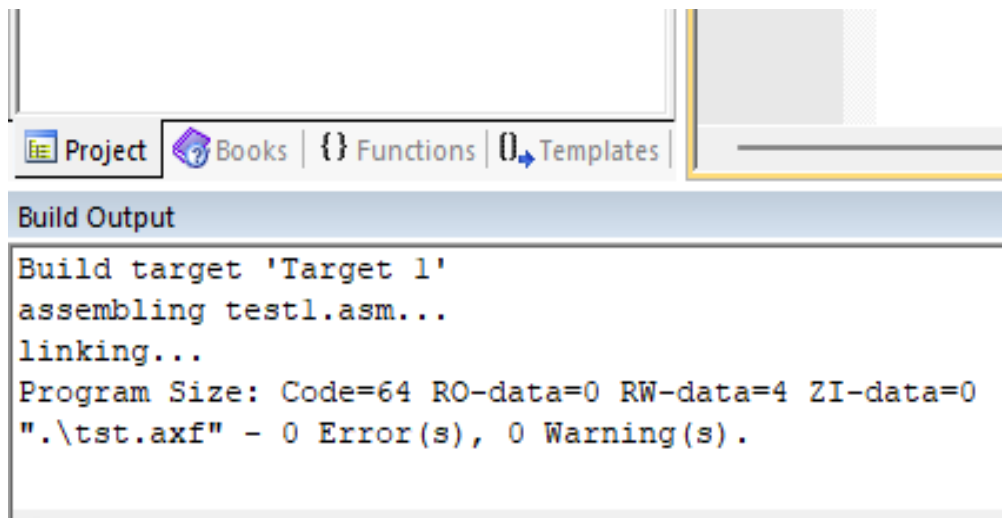 Project Books {} Functions Templates
Build Output
Build target 'Target 1'
assembling test1.asm...
linking...
Program Size: Code=64 RO-data=0 RW-data=4 ZI-data=0
".\tst.axf" - 0 Error(s), 0 Warning(s).